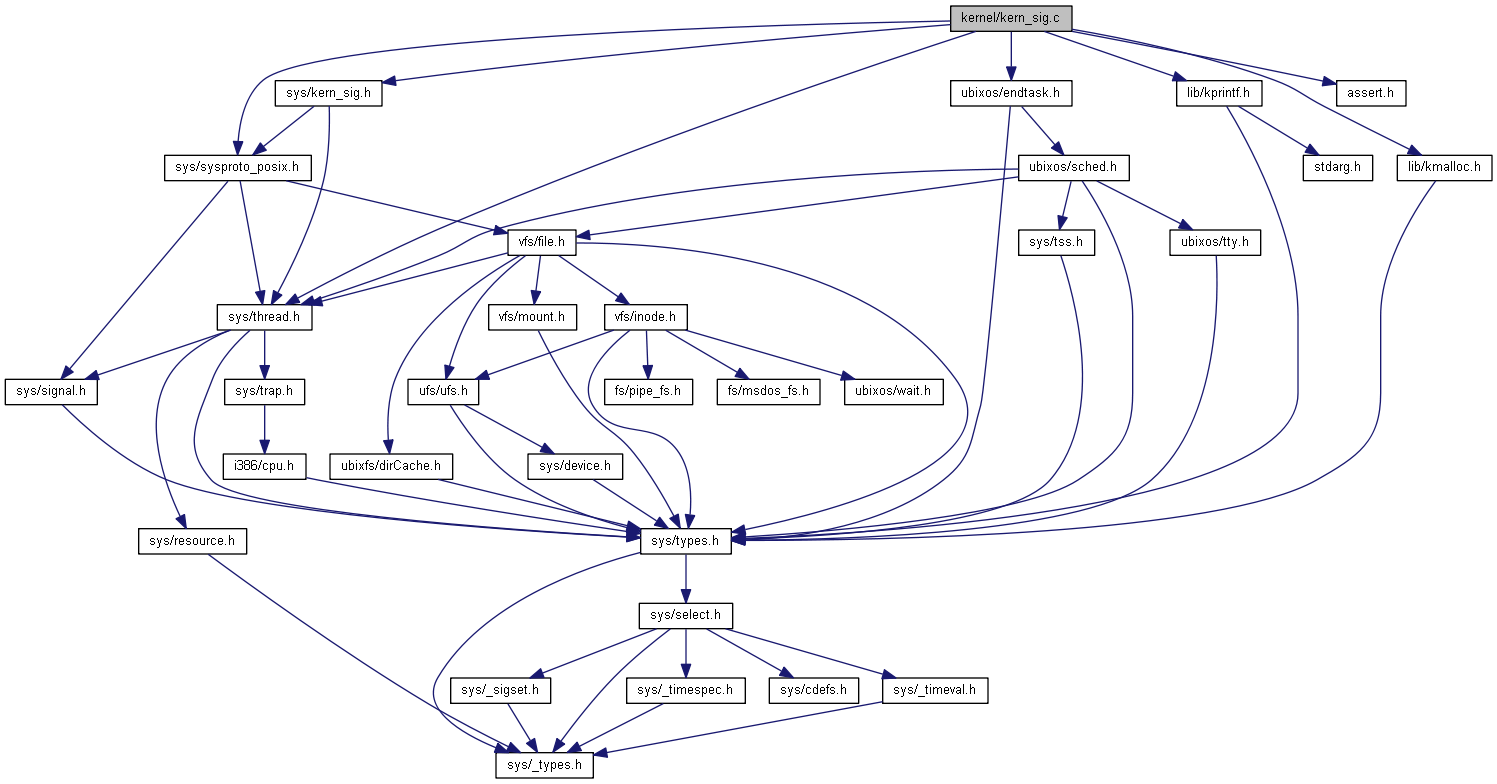 kernel/kern_sig.c
sys/kern_sig.h
ubixos/endtask.h
lib/kprintf.h
assert.h
sys/sysproto_posix.h
ubixos/sched.h
stdarg.h
lib/kmalloc.h
vfs/file.h
sys/tss.h
ubixos/tty.h
sys/thread.h
vfs/mount.h
vfs/inode.h
sys/signal.h
sys/trap.h
ufs/ufs.h
fs/pipe_fs.h
fs/msdos_fs.h
ubixos/wait.h
i386/cpu.h
ubixfs/dirCache.h
sys/device.h
sys/resource.h
sys/types.h
sys/select.h
sys/_sigset.h
sys/_timespec.h
sys/cdefs.h
sys/_timeval.h
sys/_types.h